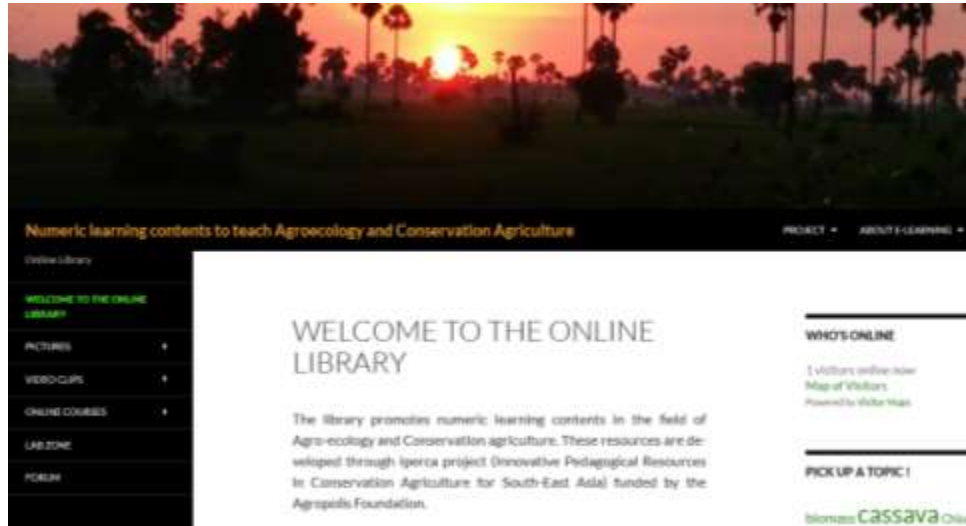 Numeric learning contents to teach Agroecology and Conservation Agriculture
PROJECT
ABOUT E-LEARNING
Online Library
WELCOME TO THE ONLINE
LIBRARY
PICTURES
VIDEO CLIPS
ONLINE COURSES
LAB ZONE
FORUM
WELCOME TO THE ONLINE
LIBRARY
The library promotes numeric learning contents in the field of
Agro-ecology and Conservation agriculture. These resources are de-
veloped through Iperca project (Innovative Pedagogical Resources
in Conservation Agriculture for South-East Asia) funded by the
Agropolis Foundation.
WHO'S ONLINE
1 visitors online now
Map of Visitors
Powered by Visitor Maps
PICK UP A TOPIC !
biomass cassava